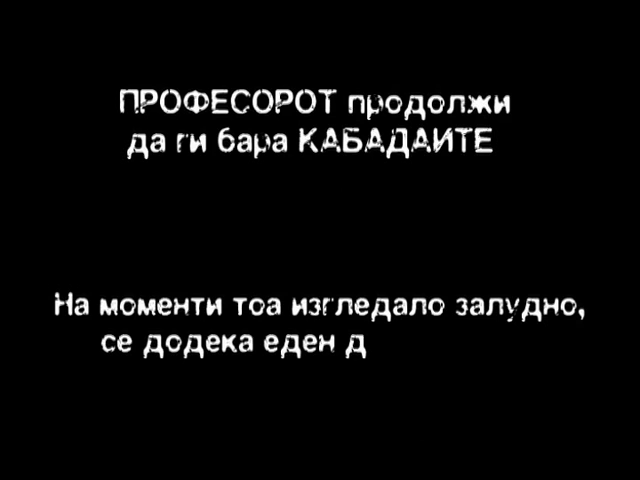 ПРОФЕСОРОТ продолжи
да ги бара КАБАДАИТЕ
На моменти тоа изгледало залудно,
се додека еден д